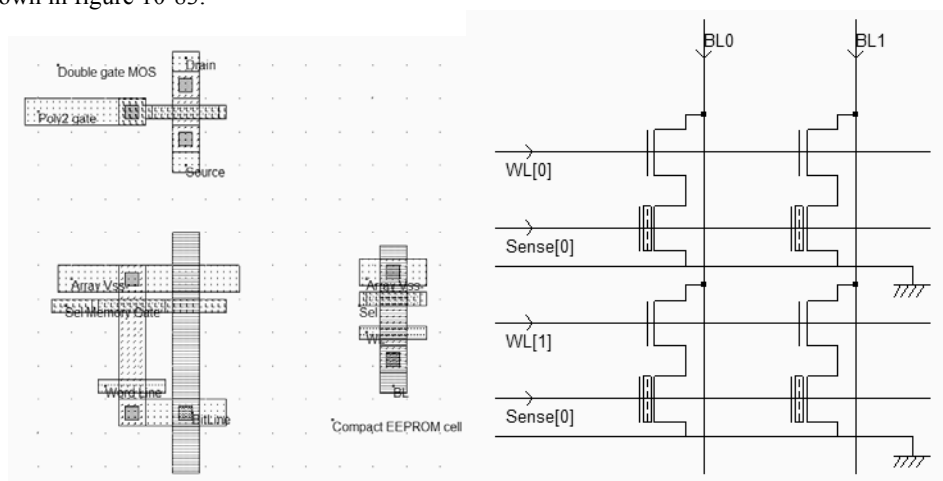 own in figure 10-83.
Double gate MOS
Drain
Poly2 gate
Source
Array Vss
Sel Memory Gate
Word Line
BitLine
Array Vss
Sel
WL
BL
Compact EEPROM cell
BL0
BL1
WL[0]
Sense[0]
WL[1]
Sense[0]